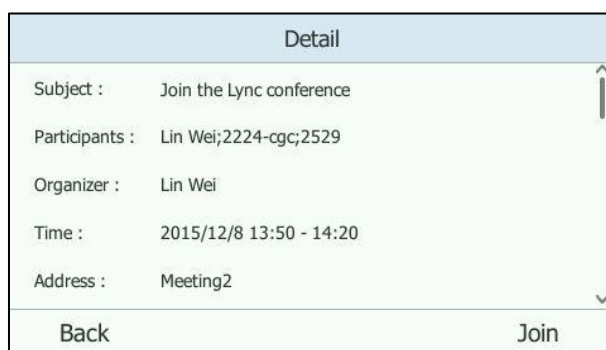 Detail
Subject : Join the Lync conference
Participants : Lin Wei;2224-cgc;2529
Organizer : Lin Wei
Time : 2015/12/8 13:50 - 14:20
Address : Meeting2
Back Join